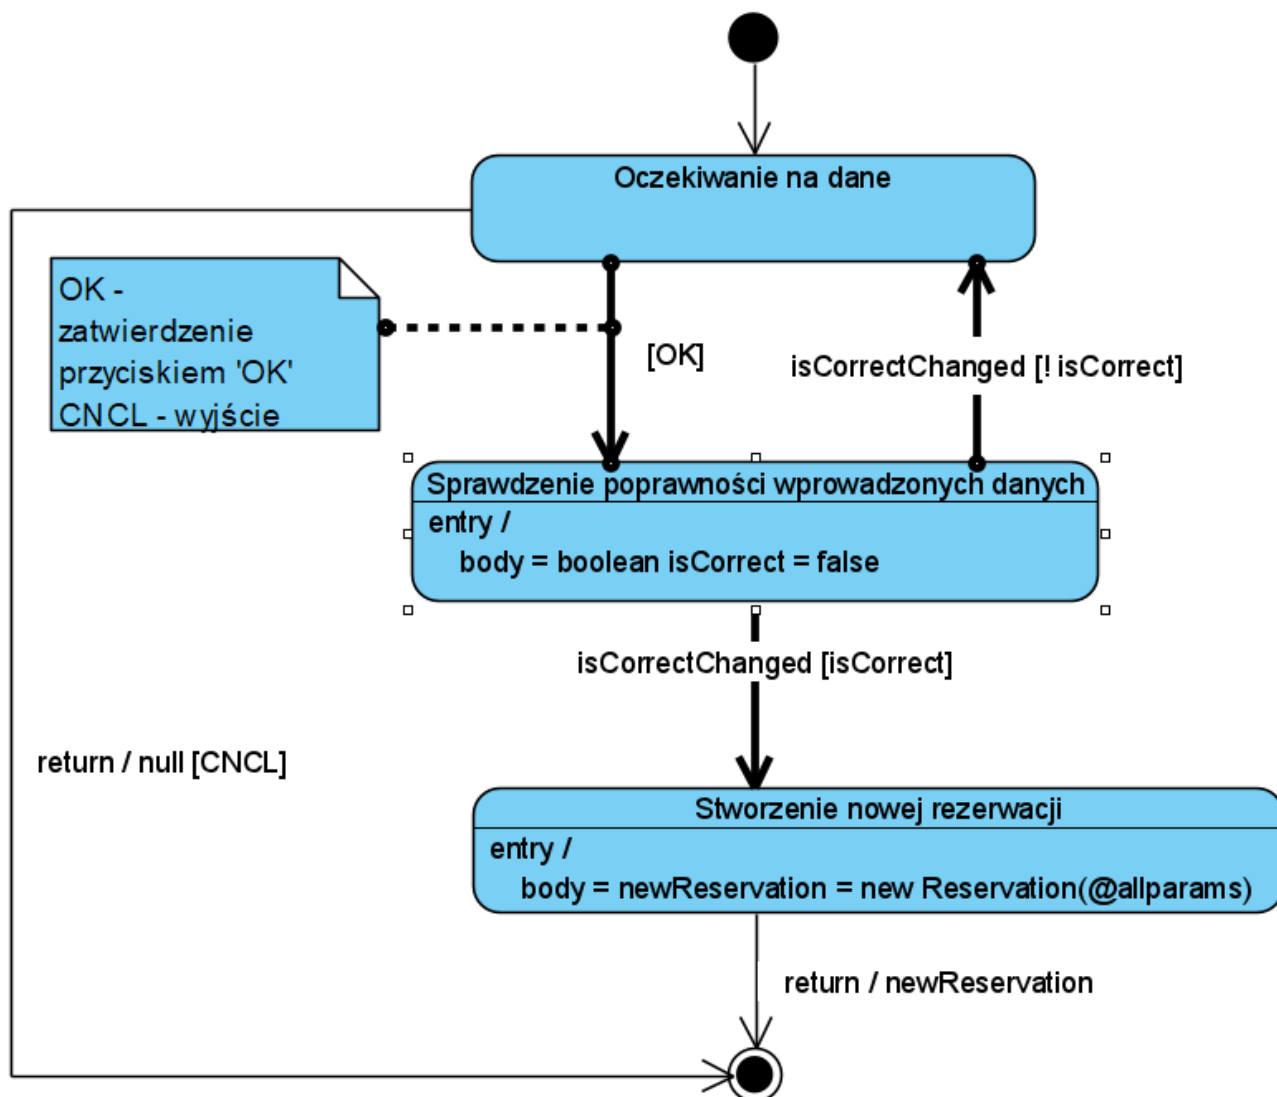 Oczekiwanie na dane
OK -
zatwierdzenie
przyciskiem 'OK'
CNCL - wyjście
[OK]
isCorrectChanged [! isCorrect]
Sprawdzenie poprawności wprowadzonych danych
entry /
body = boolean isCorrect = false
isCorrectChanged [isCorrect]
return / null [CNCL]
Stworzenie nowej rezerwacji
entry /
body = newReservation = new Reservation(@allparams)
return / newReservation